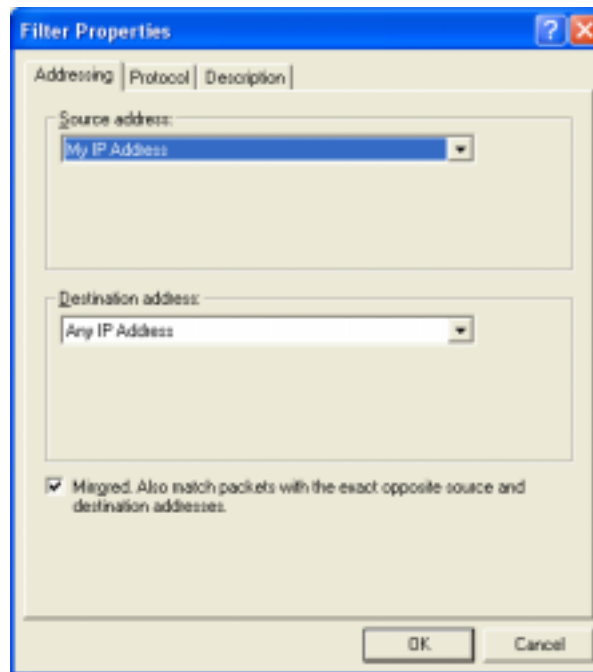 Filter Properties
Addressing Protocol Description
Source address:
My IP Address
Destination address:
Any IP Address
Mirrored. Also match packets with the exact opposite source and
destination addresses.
OK Cancel